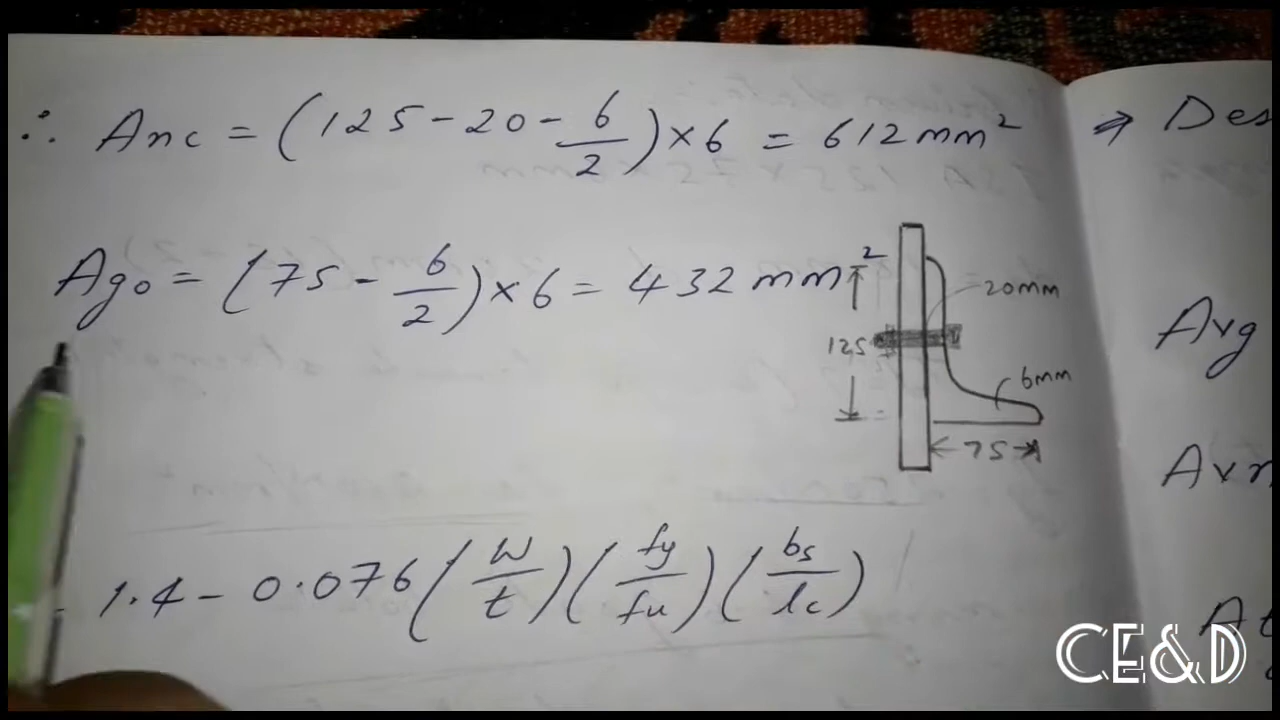 ∴ Anc = (125 - 20 - 6/2) × 6 = 612 mm²
⇒ Des
Ago = (75 - 6/2) × 6 = 432 mm²
20mm
125
6mm
75
Avg
Avn
1.4 - 0.076 (w/t) (fy/fu) (bs/lc)
CE&D